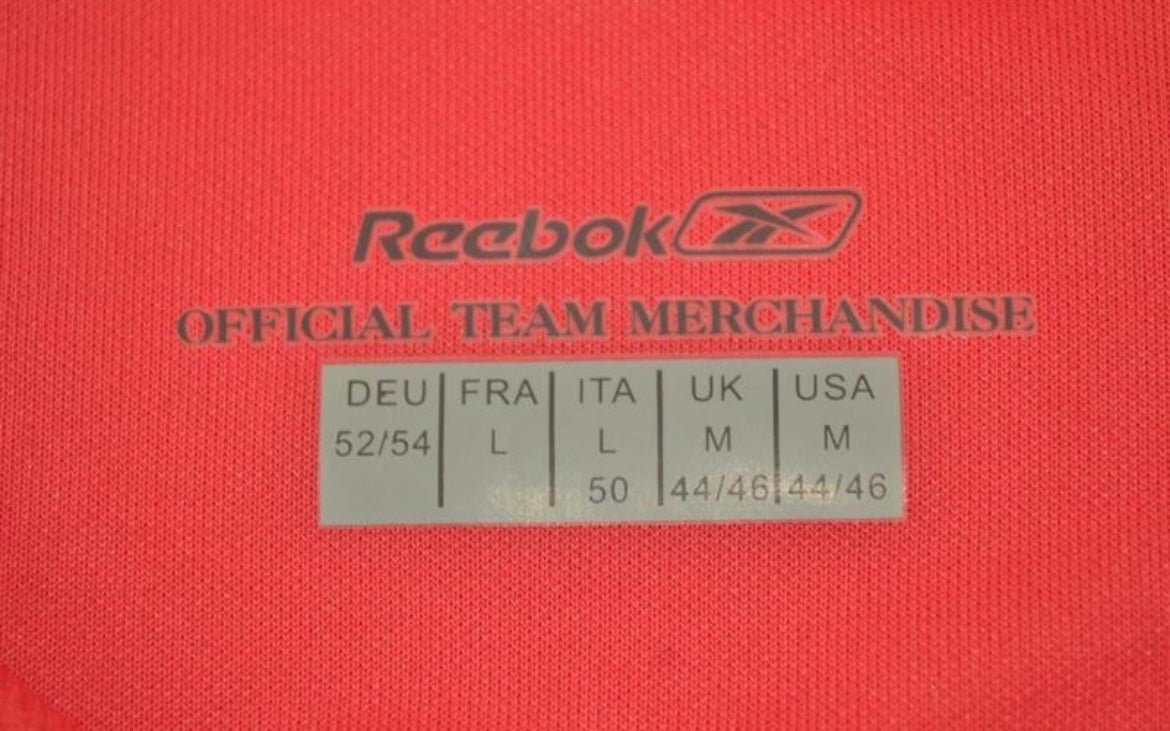 Reebok
OFFICIAL TEAM MERCHANDISE
DEU FRA ITA UK USA
52/54 L L M M
50 44/46 44/46